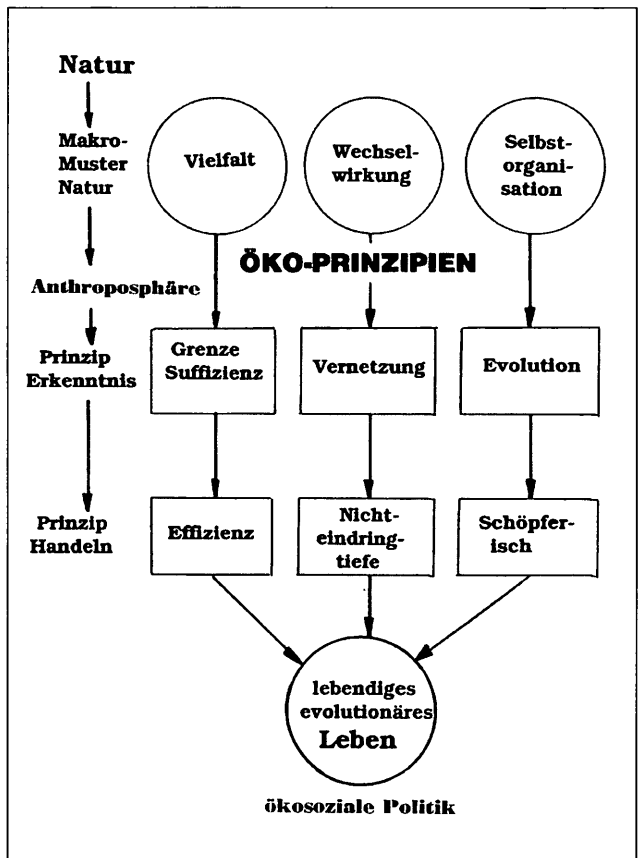 Natur
Makro-
Muster
Natur
Vielfalt
Wechsel-
wirkung
Selbst-
organi-
sation
ÖKO-PRINZIPIEN
Anthroposphäre
Prinzip
Erkenntnis
Grenze
Suffizienz
Vernetzung
Evolution
Prinzip
Handeln
Effizienz
Nicht-
eindring-
tiefe
Schöpfer-
isch
lebendiges
evolutionäres
Leben
ökosoziale Politik